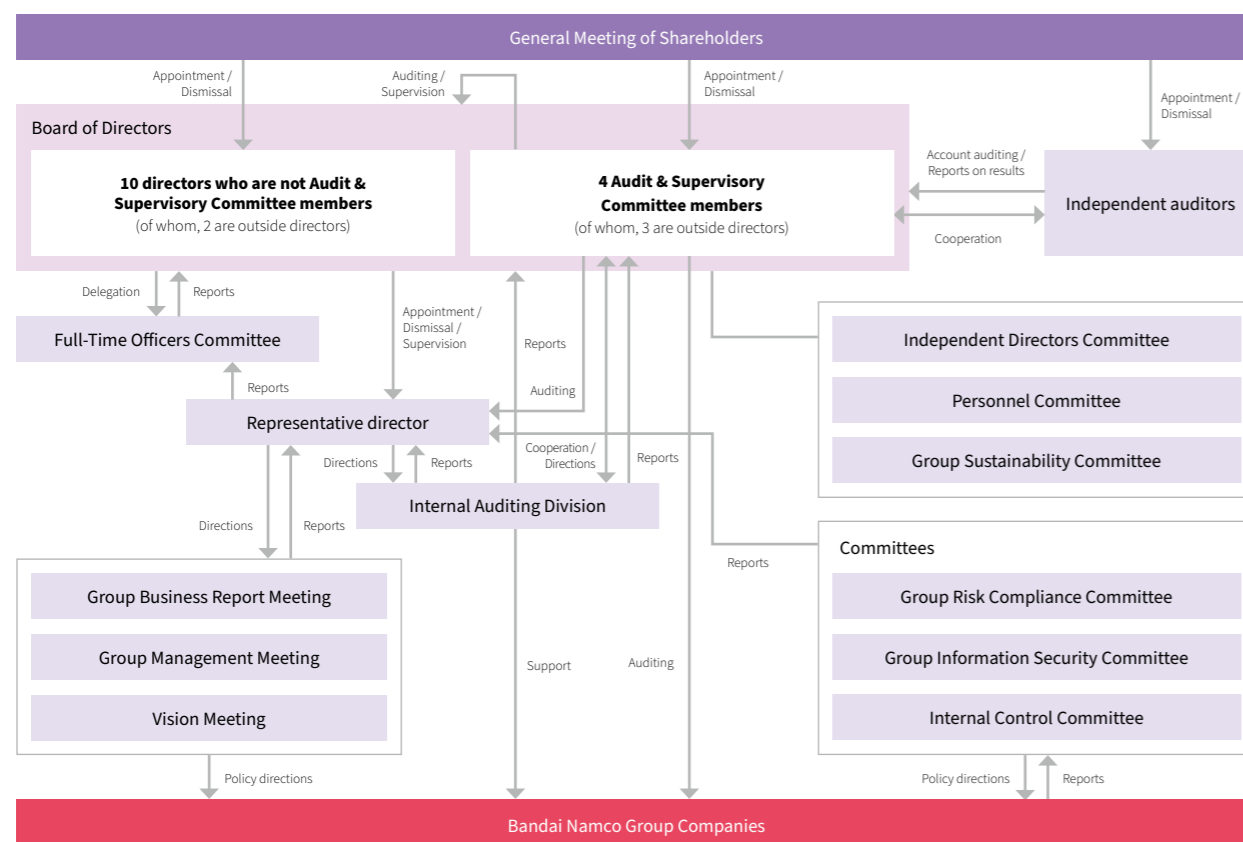 General Meeting of Shareholders
Appointment /
Dismissal
Auditing /
Supervision
Appointment /
Dismissal
Appointment /
Dismissal
Board of Directors
10 directors who are not Audit &
Supervisory Committee members
(of whom, 2 are outside directors)
4 Audit & Supervisory
Committee members
(of whom, 3 are outside directors)
Account auditing /
Reports on results
Independent auditors
Cooperation
Delegation
Reports
Appointment /
Dismissal /
Supervision
Full-Time Officers Committee
Reports
Independent Directors Committee
Reports
Auditing
Personnel Committee
Representative director
Cooperation /
Directions
Reports
Directions
Reports
Group Sustainability Committee
Internal Auditing Division
Directions
Reports
Reports
Committees
Group Business Report Meeting
Group Risk Compliance Committee
Group Management Meeting
Support
Auditing
Group Information Security Committee
Vision Meeting
Internal Control Committee
Policy directions
Policy directions
Reports
Bandai Namco Group Companies